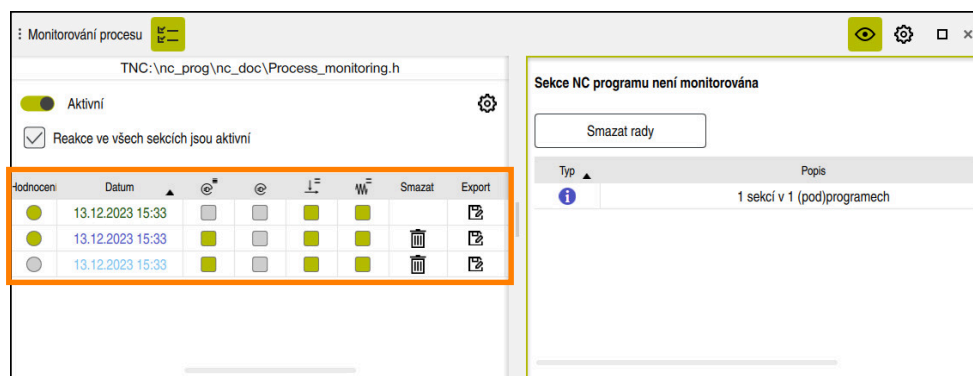 Monitorování procesu
TNC:\nc_prog\nc_doc\Process_monitoring.h
Aktivní
Reakce ve všech sekcích jsou aktivní
Hodnocení Datum Smazat Export
13.12.2023 15:33
13.12.2023 15:33
13.12.2023 15:33
Sekce NC programu není monitorována
Smazat rady
Typ Popis
1 sekcí v 1 (pod)programech